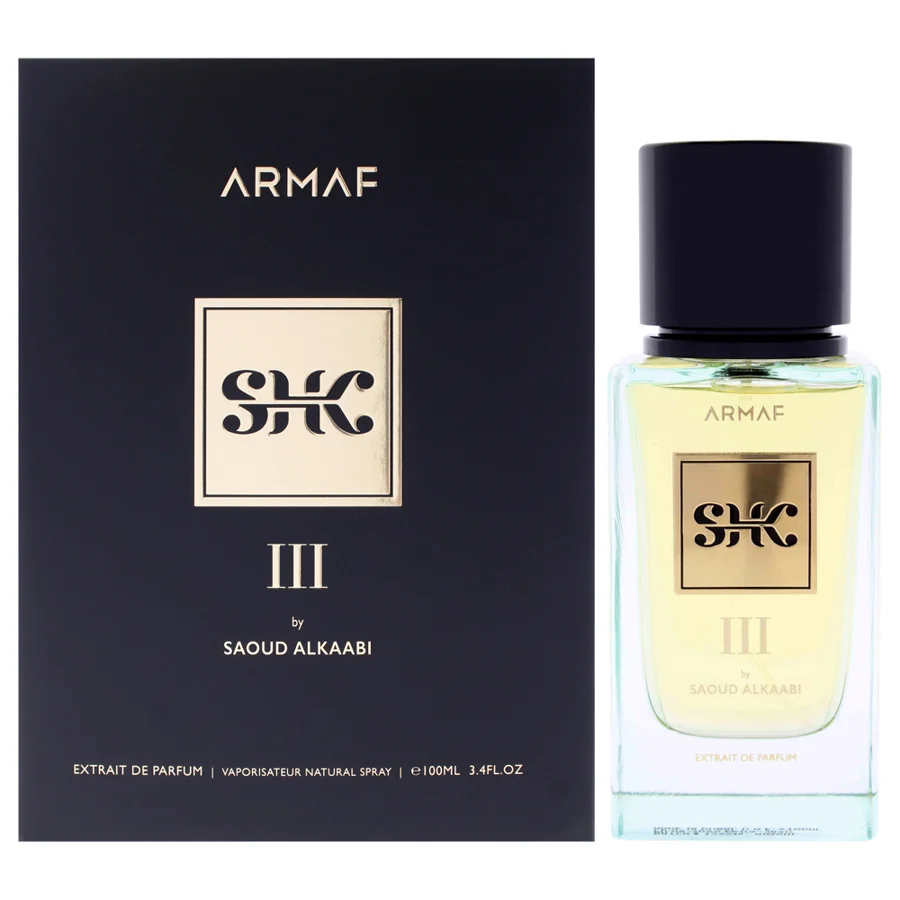 ARMAF
SHC
III
by
SAOUD ALKAABI
EXTRAIT DE PARFUM | VAPORISATEUR NATURAL SPRAY | ℮100ML 3.4FL.OZ
ARMAF
SHC
III
by
SAOUD ALKAABI
EXTRAIT DE PARFUM